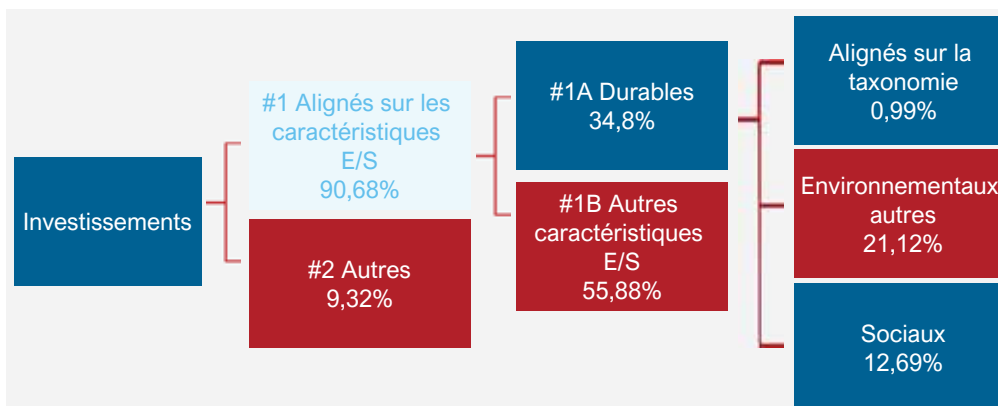 Investissements
#1 Alignés sur les
caractéristiques
E/S
90,68%
#2 Autres
9,32%
#1A Durables
34,8%
#1B Autres
caractéristiques
E/S
55,88%
Alignés sur la
taxonomie
0,99%
Environnementaux
autres
21,12%
Sociaux
12,69%